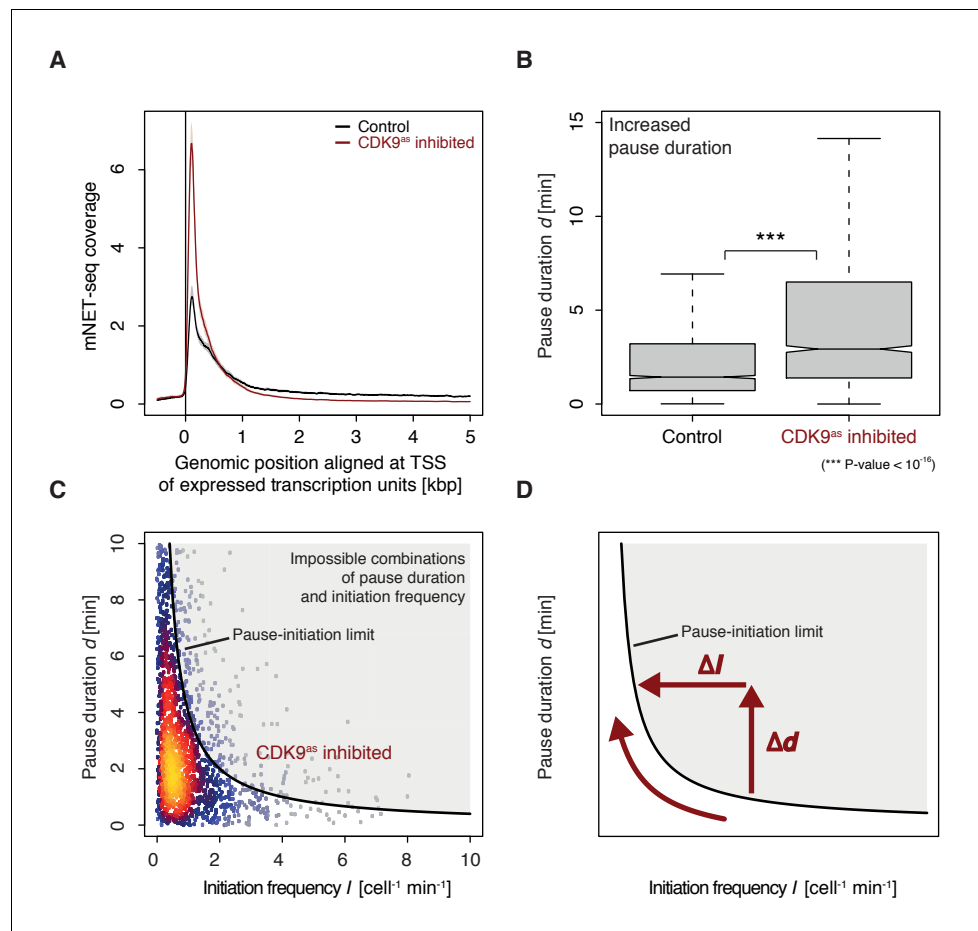 A
Control
CDK9as inhibited
6
4
2
0
mNET-seq coverage
0
1
2
3
4
5
Genomic position aligned at TSS
of expressed transcription units [kbp]
B
Increased
pause duration
***
15
10
5
0
Pause duration d [min]
Control
CDK9as inhibited
(*** P-value < 10-16)
C
Impossible combinations
of pause duration
and initiation frequency
Pause-initiation limit
CDK9as inhibited
10
8
6
4
2
0
Pause duration d [min]
0
2
4
6
8
10
Initiation frequency I [cell-1 min-1]
D
Pause-initiation limit
ΔI
Δd
Pause duration d [min]
Initiation frequency I [cell-1 min-1]